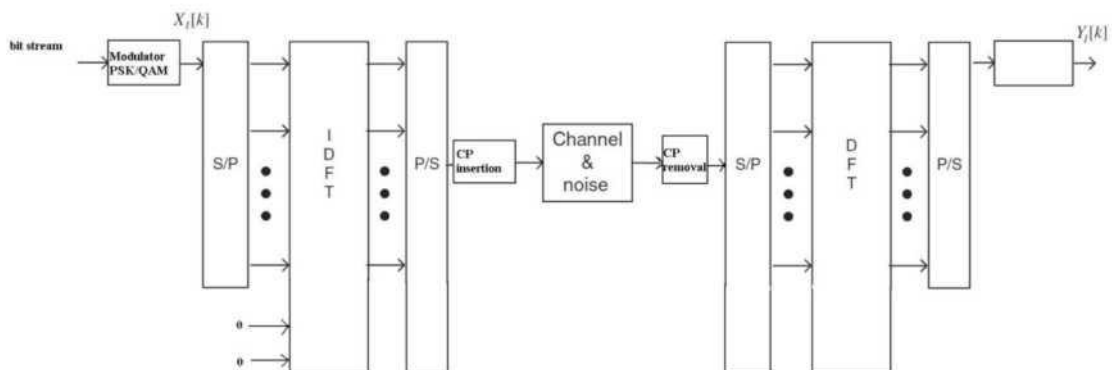 X_l[k]
bit stream
Modulator
PSK/QAM
S/P
I
D
F
T
P/S
CP
insertion
Channel
&
noise
CP
removal
S/P
D
F
T
P/S
Y_l[k]
0
0